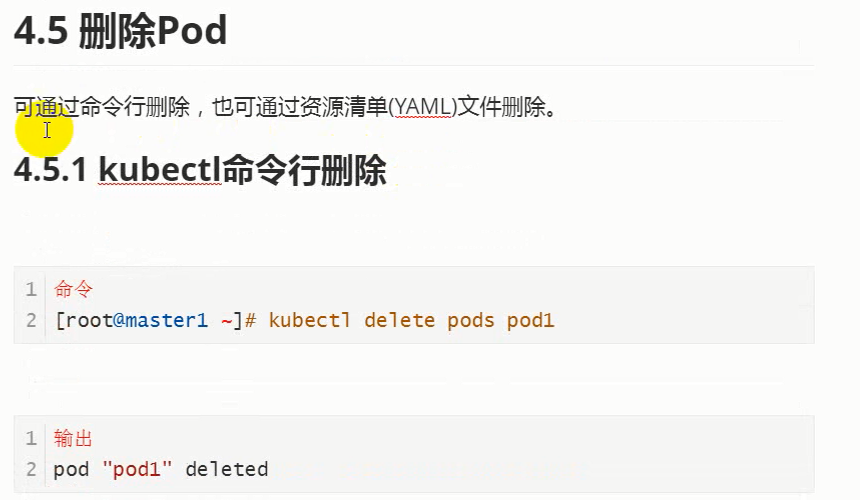 4.5 删除Pod
可通过命令行删除，也可通过资源清单(YAML)文件删除。
4.5.1 kubectl命令行删除
1 命令
2 [root@master1 ~]# kubectl delete pods pod1
1 输出
2 pod "pod1" deleted